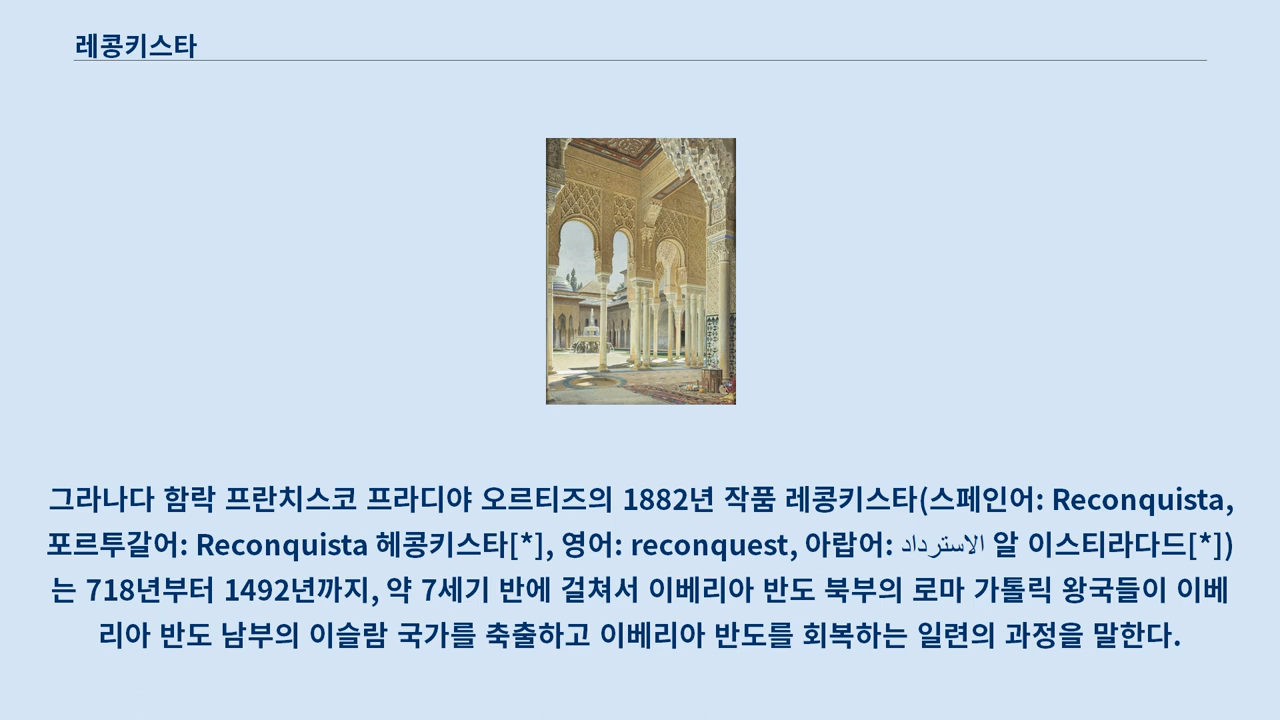 레콩키스타
그라나다 함락 프란치스코 프라디야 오르티즈의 1882년 작품 레콩키스타(스페인어: Reconquista,
포르투갈어: Reconquista 헤콩키스타[*], 영어: reconquest, 아랍어: الاسترداد 알 이스티라다드[*])
는 718년부터 1492년까지, 약 7세기 반에 걸쳐서 이베리아 반도 북부의 로마 가톨릭 왕국들이 이베
리아 반도 남부의 이슬람 국가를 축출하고 이베리아 반도를 회복하는 일련의 과정을 말한다.